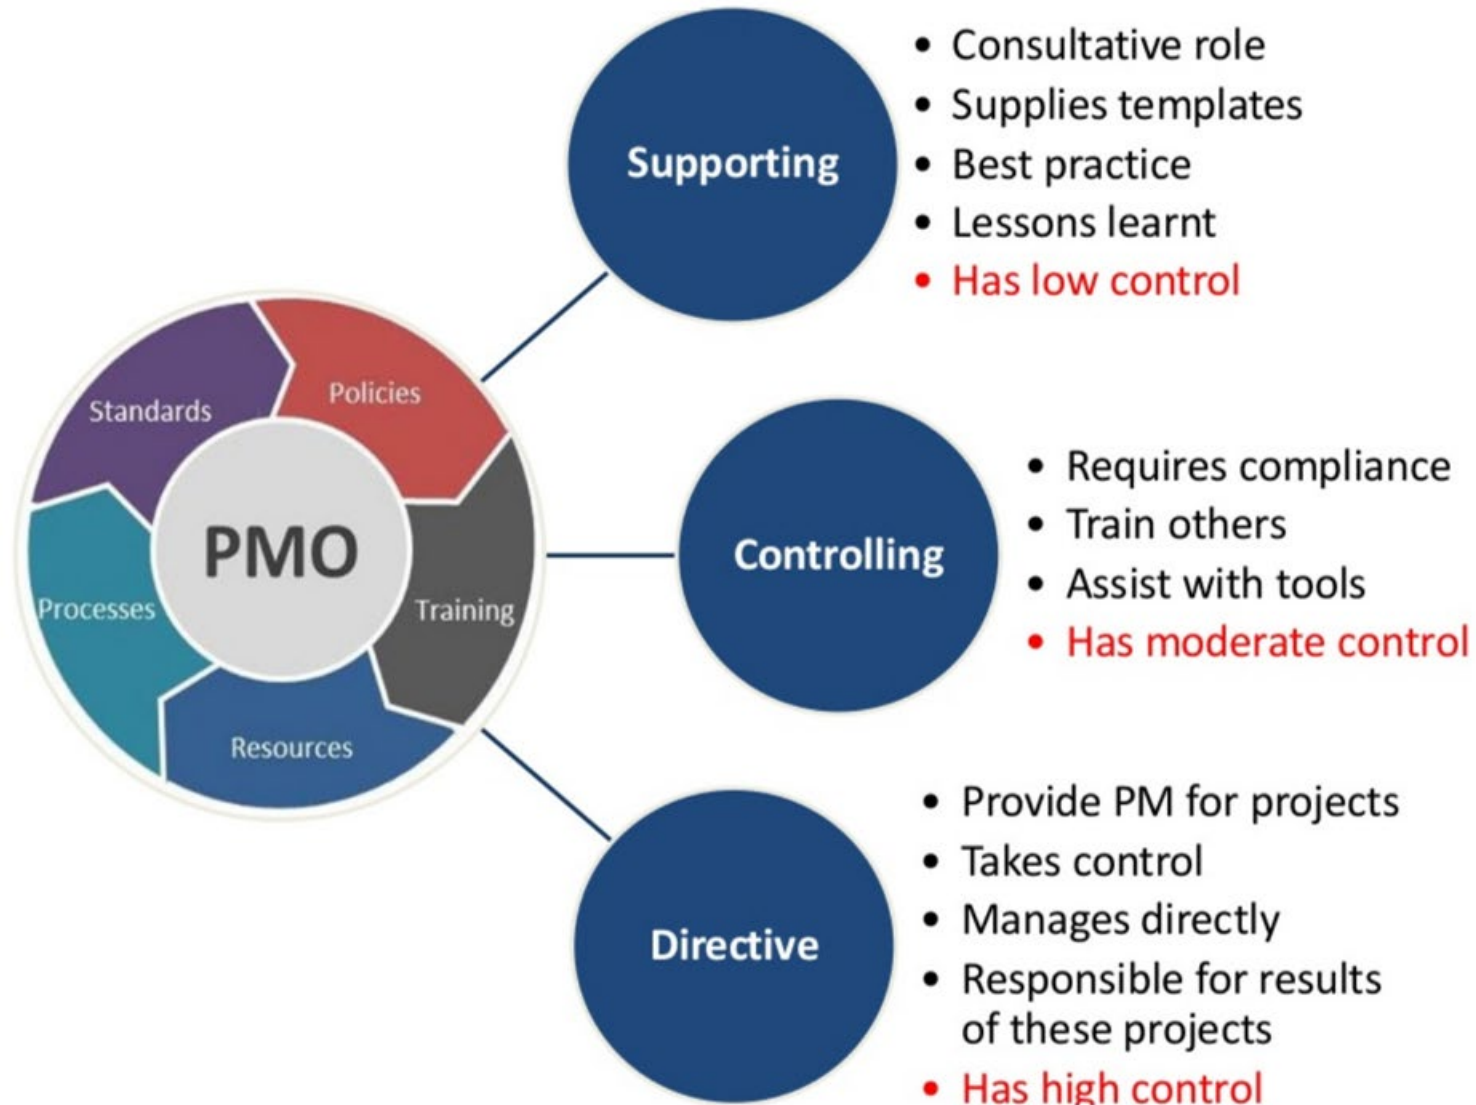 Standards
Policies
PMO
Processes
Training
Resources
Supporting
• Consultative role
• Supplies templates
• Best practice
• Lessons learnt
• Has low control
Controlling
• Requires compliance
• Train others
• Assist with tools
• Has moderate control
Directive
• Provide PM for projects
• Takes control
• Manages directly
• Responsible for results
of these projects
• Has high control